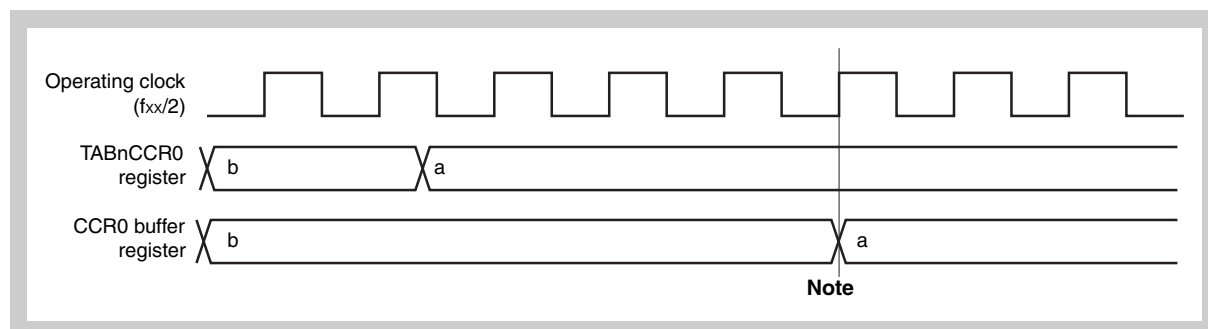 Operating clock
(fxx/2)
TABnCCR0
register
b
a
CCR0 buffer
register
b
a
Note